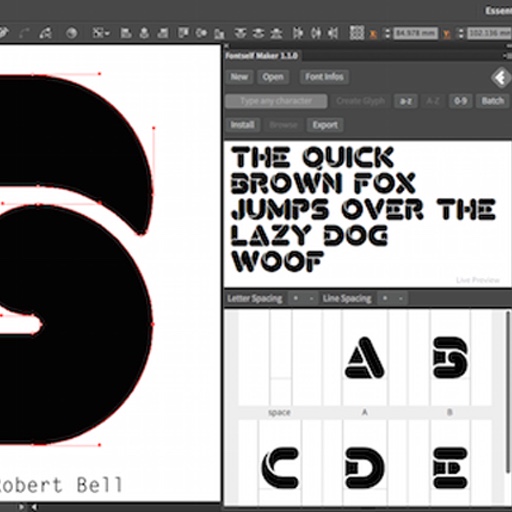 Essent
84.978 mm
102.136 mm
Fontself Maker 1.1.0
New Open Font Infos
Type any character Create Glyph a-z A-Z 0-9 Batch
Install Browse Export
THE QUICK
BROWN FOX
JUMPS OVER THE
LAZY DOG
WOOF
Live Preview
Letter Spacing + - Line Spacing + -
A B
space A B
C D E
obert Bell